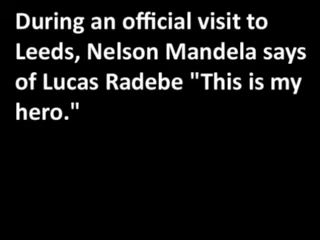 During an official visit to
Leeds, Nelson Mandela says
of Lucas Radebe "This is my
hero."